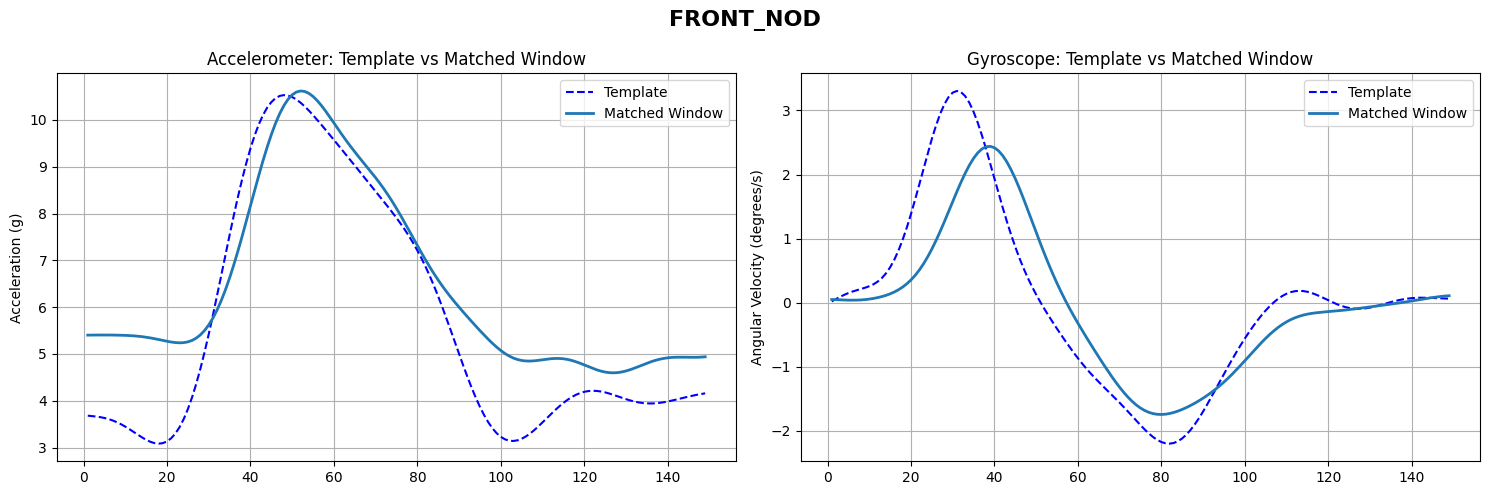 FRONT_NOD
Accelerometer: Template vs Matched Window
Acceleration (g)
10
9
8
7
6
5
4
3
0 20 40 60 80 100 120 140
Template
Matched Window
Gyroscope: Template vs Matched Window
Angular Velocity (degrees/s)
3
2
1
0
−1
−2
0 20 40 60 80 100 120 140
Template
Matched Window